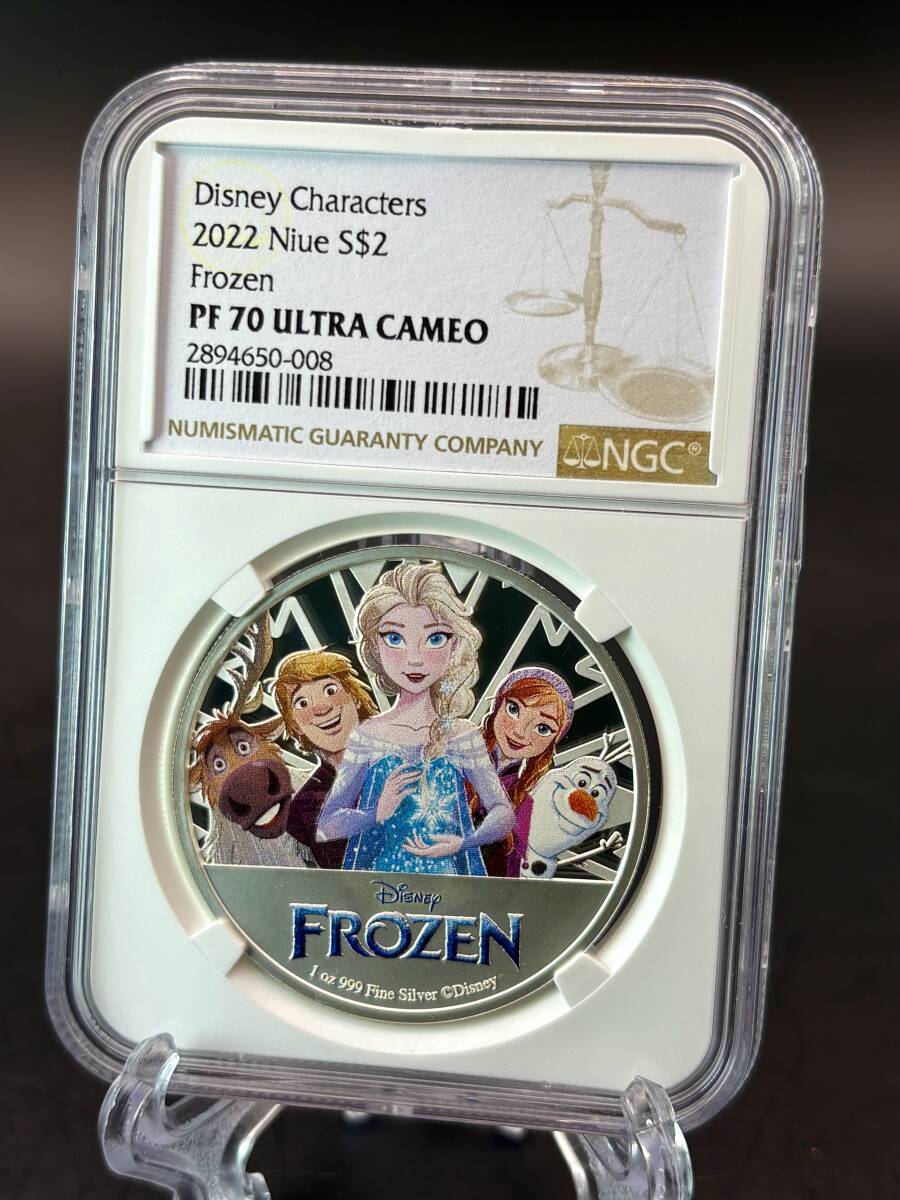 Disney Characters
2022 Niue S$2
Frozen
PF 70 ULTRA CAMEO
2894650-008
NUMISMATIC GUARANTY COMPANY
NGC®
Disney
FROZEN
1 oz 999 Fine Silver ©Disney